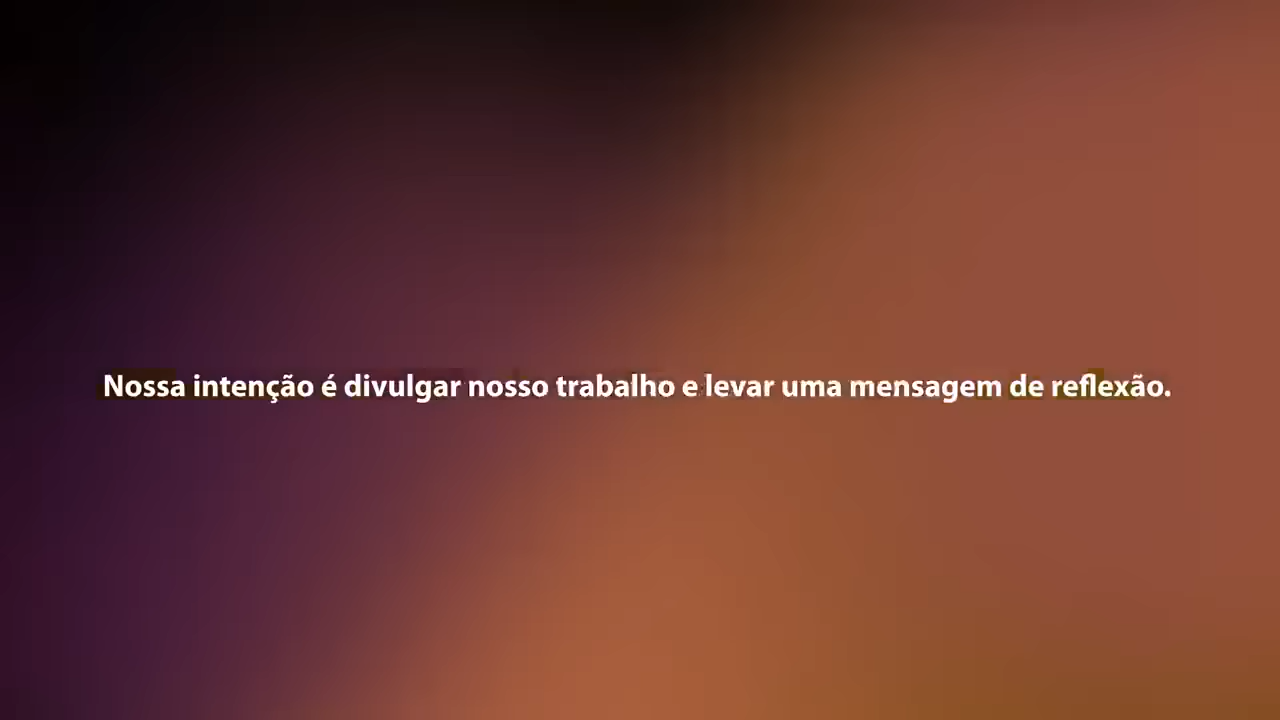 Nossa intenção é divulgar nosso trabalho e levar uma mensagem de reflexão.